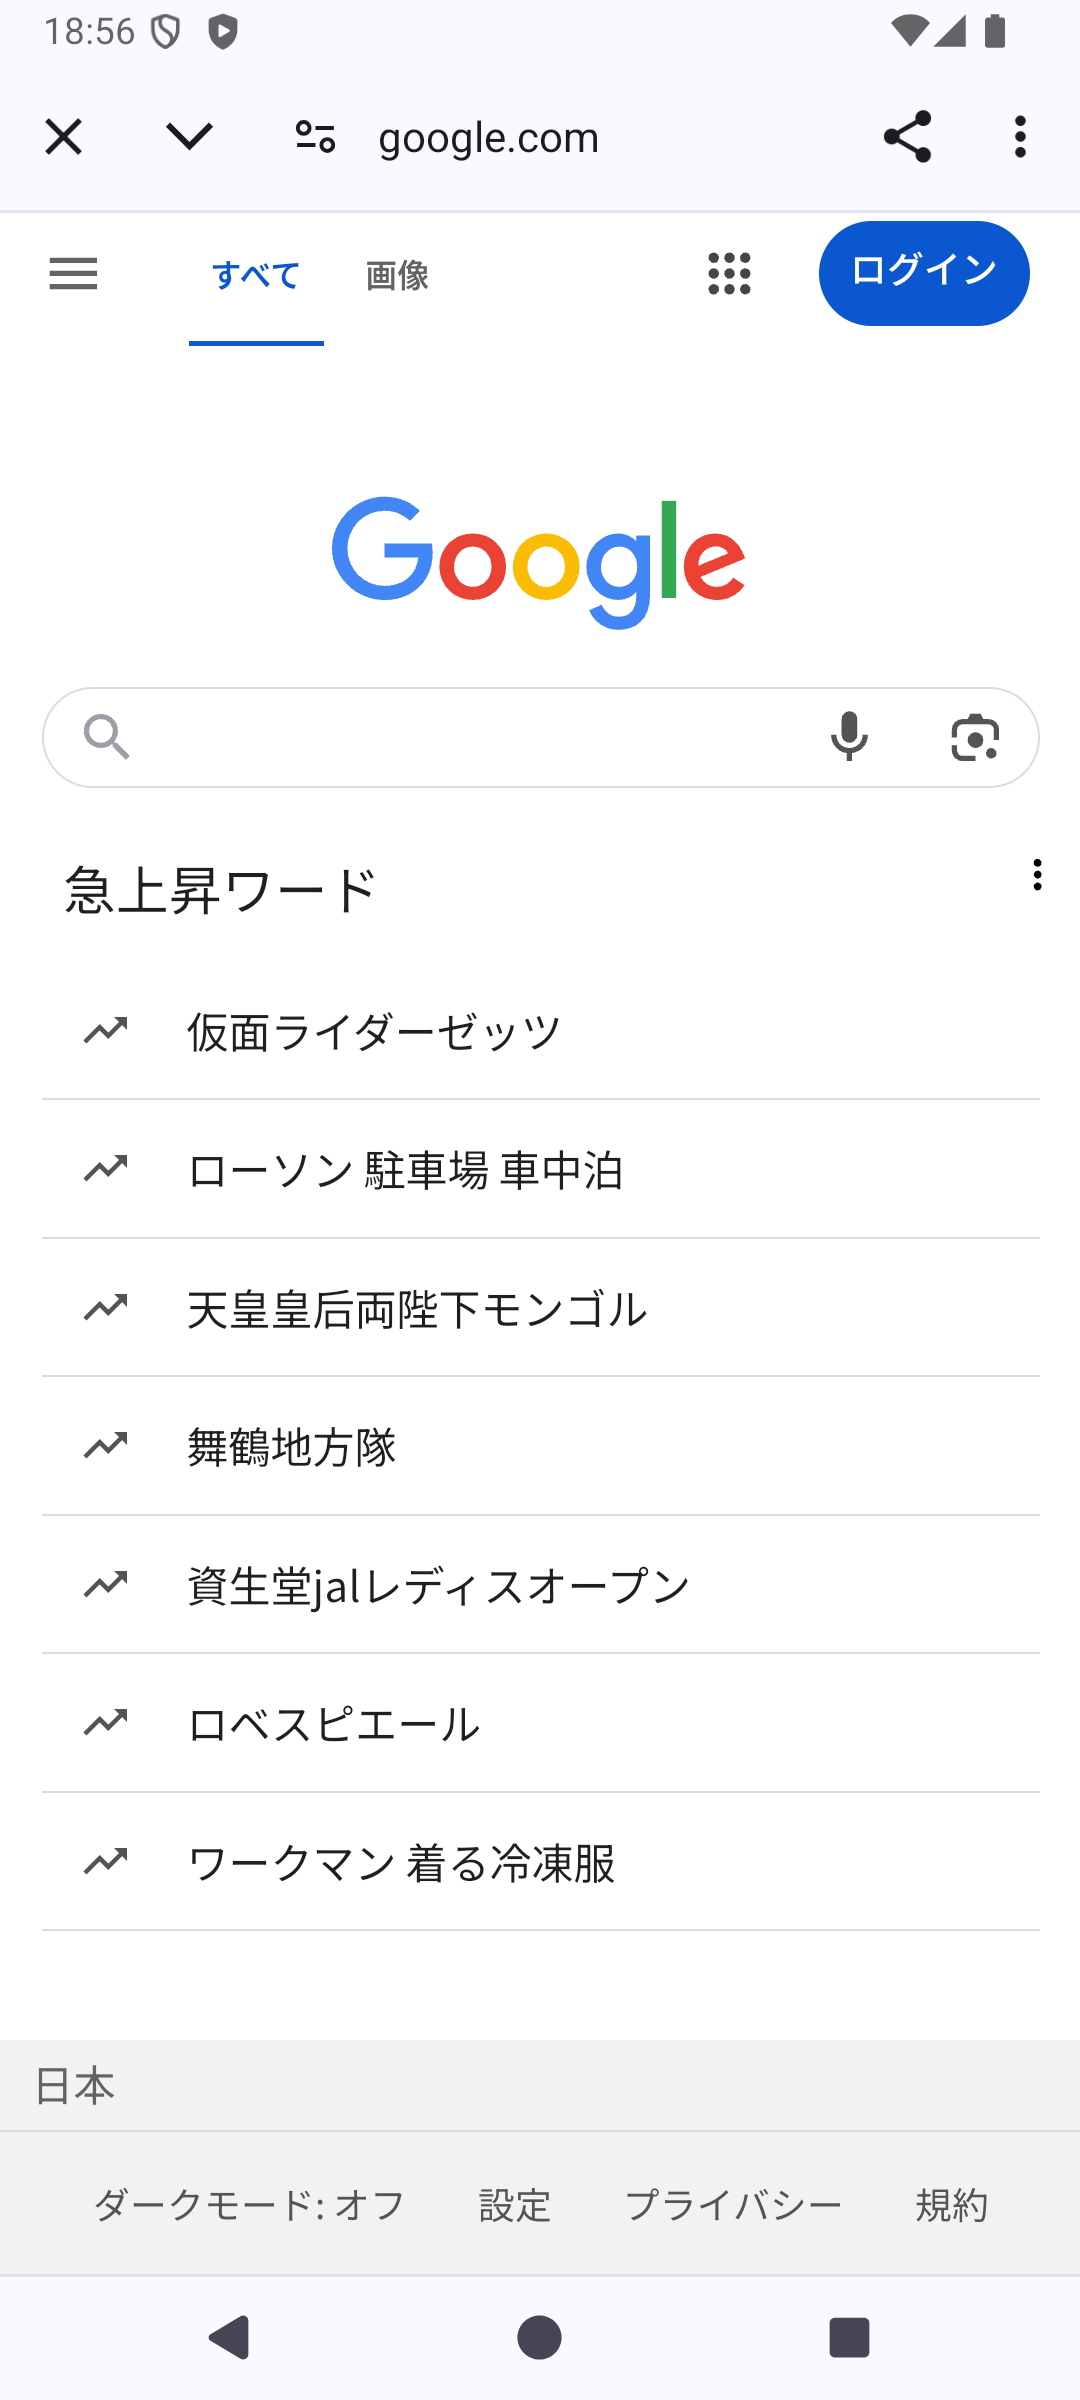 18:56
google.com
すべて 画像 ログイン
Google
急上昇ワード
仮面ライダーゼッツ
ローソン 駐車場 車中泊
天皇皇后両陛下モンゴル
舞鶴地方隊
資生堂jalレディスオープン
ロベスピエール
ワークマン 着る冷凍服
日本
ダークモード: オフ 設定 プライバシー 規約